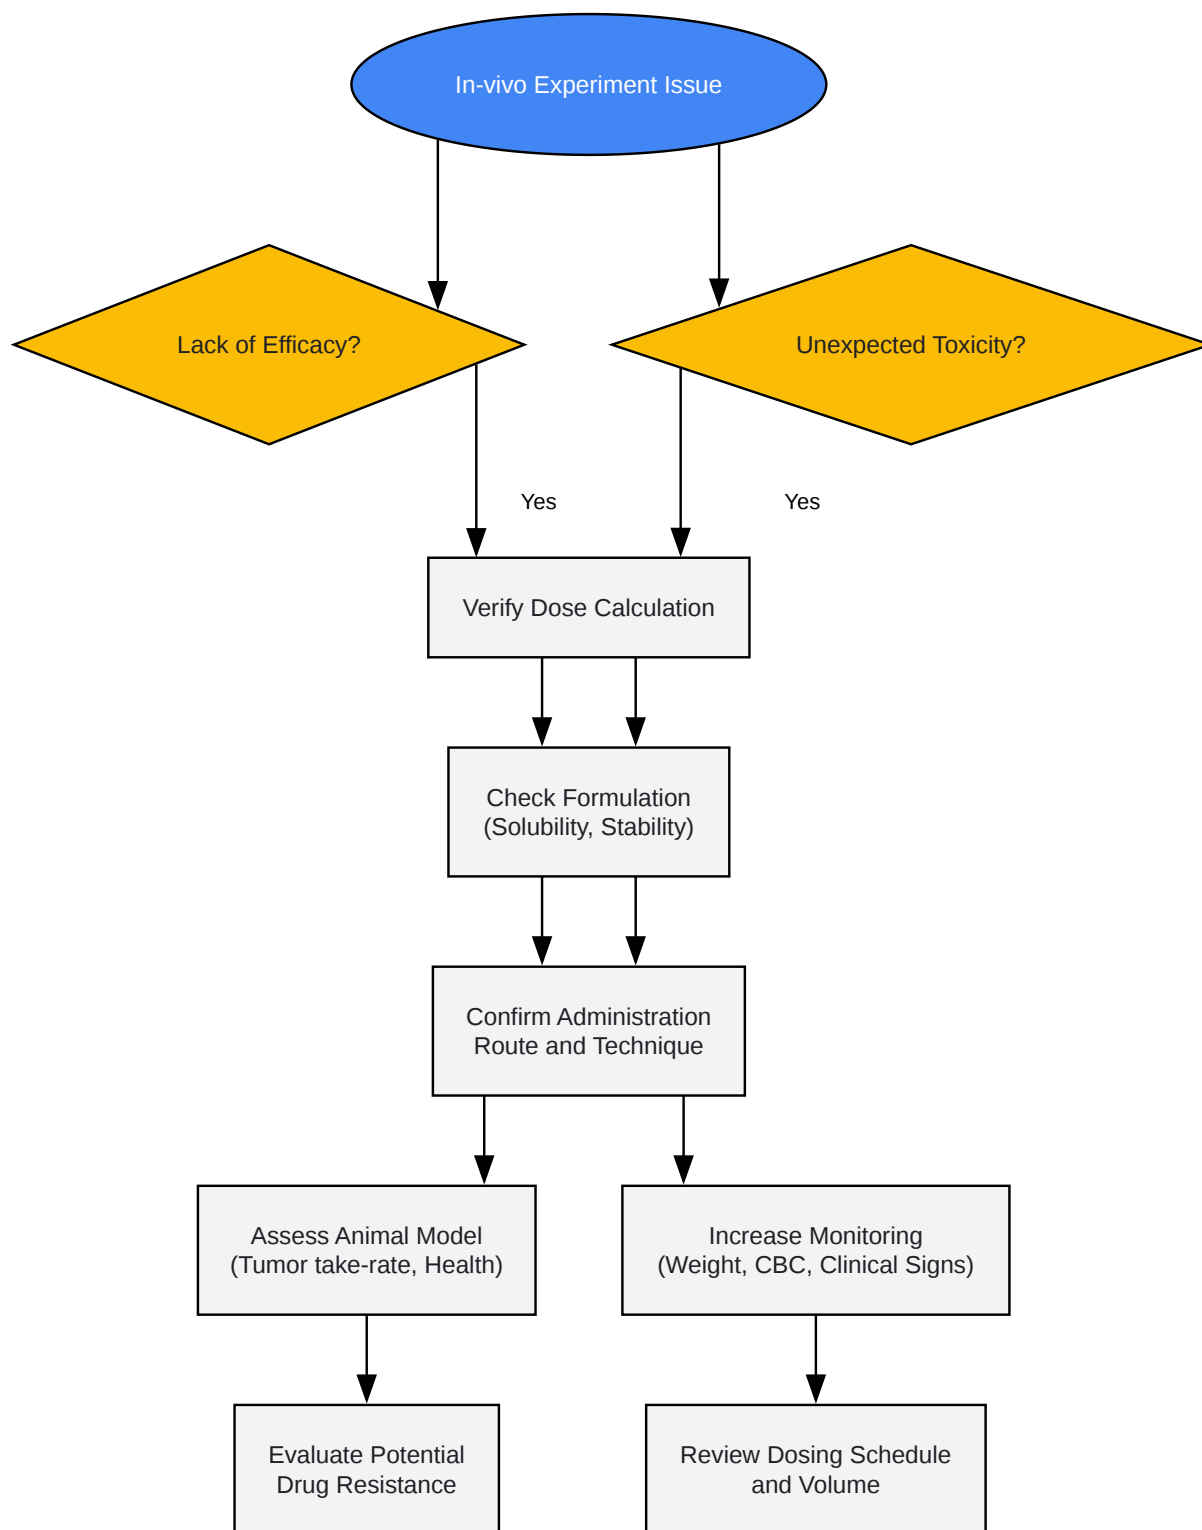 In-vivo Experiment Issue
Lack of Efficacy?
Unexpected Toxicity?
Yes
Yes
Verify Dose Calculation
Check Formulation
(Solubility, Stability)
Confirm Administration
Route and Technique
Assess Animal Model
(Tumor take-rate, Health)
Increase Monitoring
(Weight, CBC, Clinical Signs)
Evaluate Potential
Drug Resistance
Review Dosing Schedule
and Volume